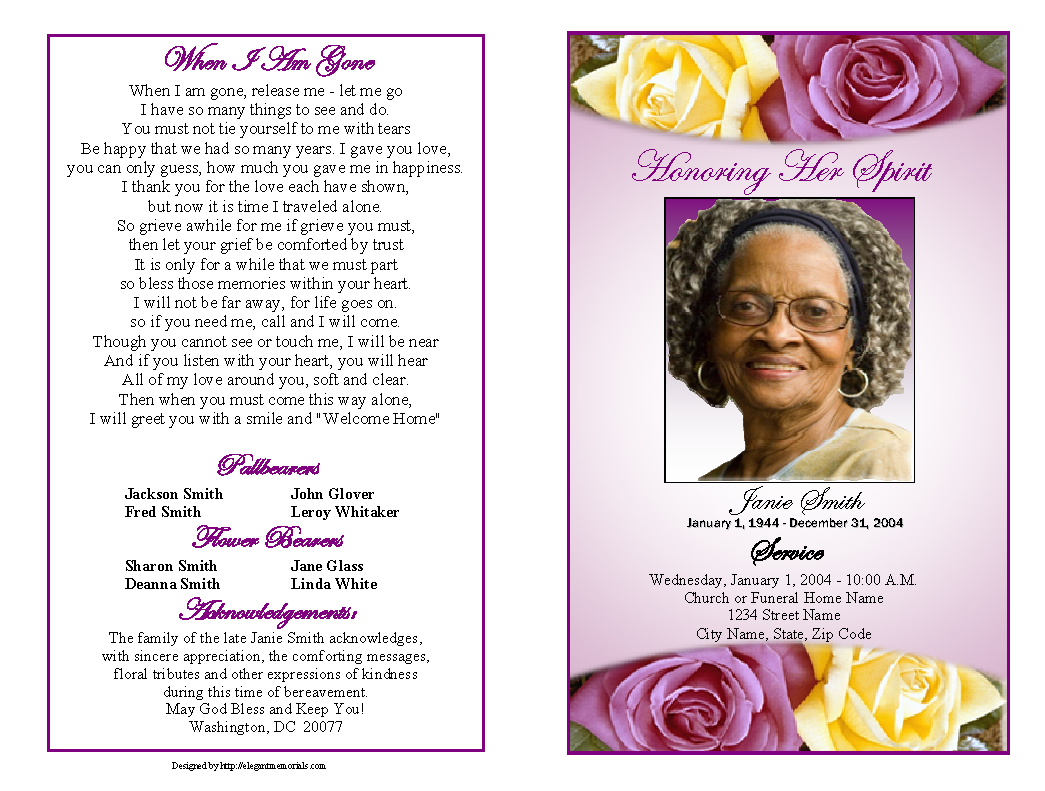 When I Am Gone
When I am gone, release me - let me go
I have so many things to see and do.
You must not tie yourself to me with tears
Be happy that we had so many years. I gave you love,
you can only guess, how much you gave me in happiness.
I thank you for the love each have shown,
but now it is time I traveled alone.
So grieve awhile for me if grieve you must,
then let your grief be comforted by trust
It is only for a while that we must part
so bless those memories within your heart.
I will not be far away, for life goes on.
so if you need me, call and I will come.
Though you cannot see or touch me, I will be near
And if you listen with your heart, you will hear
All of my love around you, soft and clear.
Then when you must come this way alone,
I will greet you with a smile and "Welcome Home"
Pallbearers
Jackson Smith John Glover
Fred Smith Leroy Whitaker
Flower Bearers
Sharon Smith Jane Glass
Deanna Smith Linda White
Acknowledgements:
The family of the late Janie Smith acknowledges,
with sincere appreciation, the comforting messages,
floral tributes and other expressions of kindness
during this time of bereavement.
May God Bless and Keep You!
Washington, DC 20077
Designed by http://elegantmemorials.com
Honoring Her Spirit
Janie Smith
January 1, 1944 - December 31, 2004
Service
Wednesday, January 1, 2004 - 10:00 A.M.
Church or Funeral Home Name
1234 Street Name
City Name, State, Zip Code